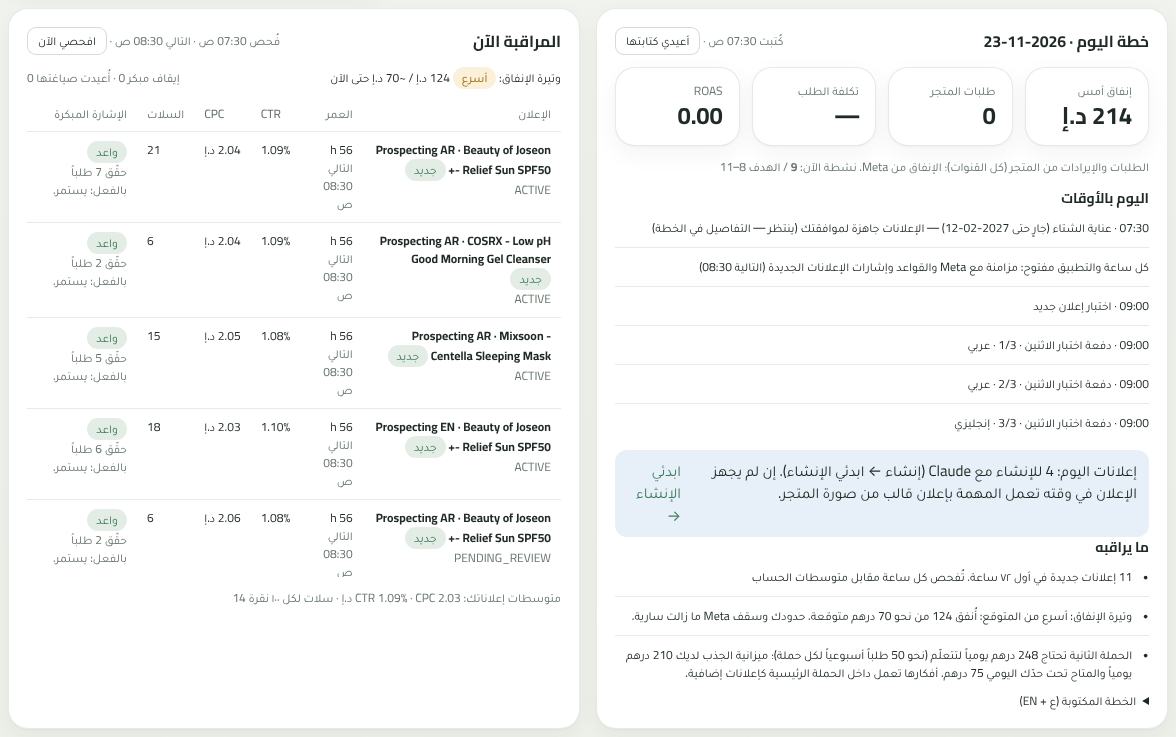 خطة اليوم · 2026-11-23
كُتبت 07:30 ص ·
أعيدي كتابتها
إنفاق أمس
214 د.إ
طلبات المتجر
0
تكلفة الطلب
—
ROAS
0.00
الطلبات والإيرادات من المتجر (كل القنوات)؛ الإنفاق من Meta. نشطة الآن: 9 / الهدف 8–11
اليوم بالأوقات
07:30 · عناية الشتاء (جارٍ حتى 2027-02-12) — الإعلانات جاهزة لموافقتك (ينتظر — التفاصيل في الخطة)
كل ساعة والتطبيق مفتوح: مزامنة مع Meta والقواعد وإشارات الإعلانات الجديدة (التالية 08:30)
09:00 · اختبار إعلان جديد
09:00 · دفعة اختبار الاثنين · 1/3 · عربي
09:00 · دفعة اختبار الاثنين · 2/3 · عربي
09:00 · دفعة اختبار الاثنين · 3/3 · إنجليزي
إعلانات اليوم: 4 للإنشاء مع Claude (إنشاء ← ابدئي الإنشاء). إن لم يجهز
الإعلان في وقته تعمل المهمة بإعلان قالب من صورة المتجر.
ابدئي
الإنشاء
→
ما يراقبه
• 11 إعلانات جديدة في أول ٧٢ ساعة. تُفحص كل ساعة مقابل متوسطات الحساب
• وتيرة الإنفاق: أسرع من المتوقع: أُنفق 124 من نحو 70 درهم متوقعة. حدودك وسقف Meta ما زالت سارية.
• الحملة الثانية تحتاج 248 درهم يومياً لتتعلّم (نحو 50 طلباً أسبوعياً لكل حملة)؛ ميزانية الجذب لديك 210 درهم
يومياً والمتاح تحت حدّك اليومي 75 درهم. أفكارها تعمل داخل الحملة الرئيسية كإعلانات إضافية.
◀ الخطة المكتوبة (ع + EN)
المراقبة الآن
فُحص 07:30 ص · التالي 08:30 ص ·
افحصي الآن
وتيرة الإنفاق: أسرع 124 د.إ / ~70 د.إ حتى الآن
إيقاف مبكر 0 · أُعيدت صياغتها 0
الإعلان العمر CTR CPC السلات الإشارة المبكرة
Prospecting AR · Beauty of Joseon
- Relief Sun SPF50+ جديد
ACTIVE
56 h
التالي
08:30
ص
1.09%
2.04 د.إ
21
واعد
حقّق 7 طلباً
بالفعل: يستمر.
Prospecting AR · COSRX - Low pH
Good Morning Gel Cleanser
جديد
ACTIVE
56 h
التالي
08:30
ص
1.09%
2.04 د.إ
6
واعد
حقّق 2 طلباً
بالفعل: يستمر.
Prospecting AR · Mixsoon -
Centella Sleeping Mask جديد
ACTIVE
56 h
التالي
08:30
ص
1.08%
2.05 د.إ
15
واعد
حقّق 5 طلباً
بالفعل: يستمر.
Prospecting EN · Beauty of Joseon
- Relief Sun SPF50+ جديد
ACTIVE
56 h
التالي
08:30
ص
1.10%
2.03 د.إ
18
واعد
حقّق 6 طلباً
بالفعل: يستمر.
Prospecting AR · Beauty of Joseon
- Relief Sun SPF50+ جديد
PENDING_REVIEW
56 h
التالي
08:30
ص
1.08%
2.06 د.إ
6
واعد
حقّق 2 طلباً
بالفعل: يستمر.
متوسطات إعلاناتك: CTR 1.09% · CPC 2.03 د.إ · سلات لكل ١٠٠ نقرة 14